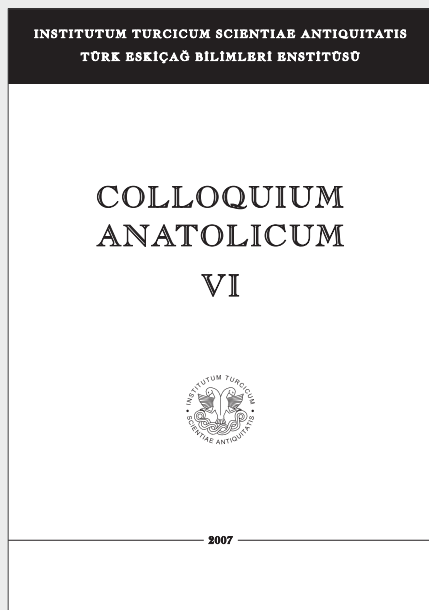 INSTITUTUM TURCICUM SCIENTIAE ANTIQUITATIS
TÜRK ESKİÇAĞ BİLİMLERİ ENSTİTÜSÜ
COLLOQUIUM
ANATOLICUM
VI
INSTITUTUM TURCICUM
SCIENTIAE ANTIQUITATIS
2007